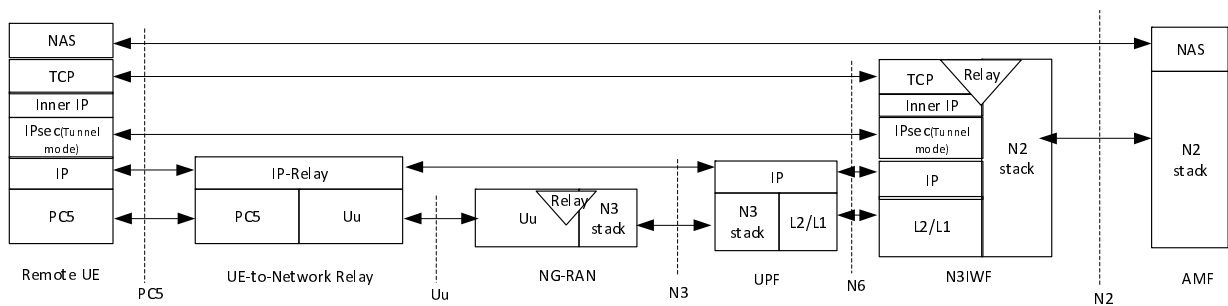 NAS
TCP
Inner IP
IPsec(Tunnel
mode)
IP
PC5
Remote UE
PC5
IP-Relay
PC5
Uu
UE-to-Network Relay
Uu
Uu
Relay
N3
stack
NG-RAN
N3
IP
N3
stack
L2/L1
UPF
N6
TCP
Relay
Inner IP
IPsec(Tunnel
mode)
IP
L2/L1
N2
stack
N3IWF
N2
NAS
N2
stack
AMF